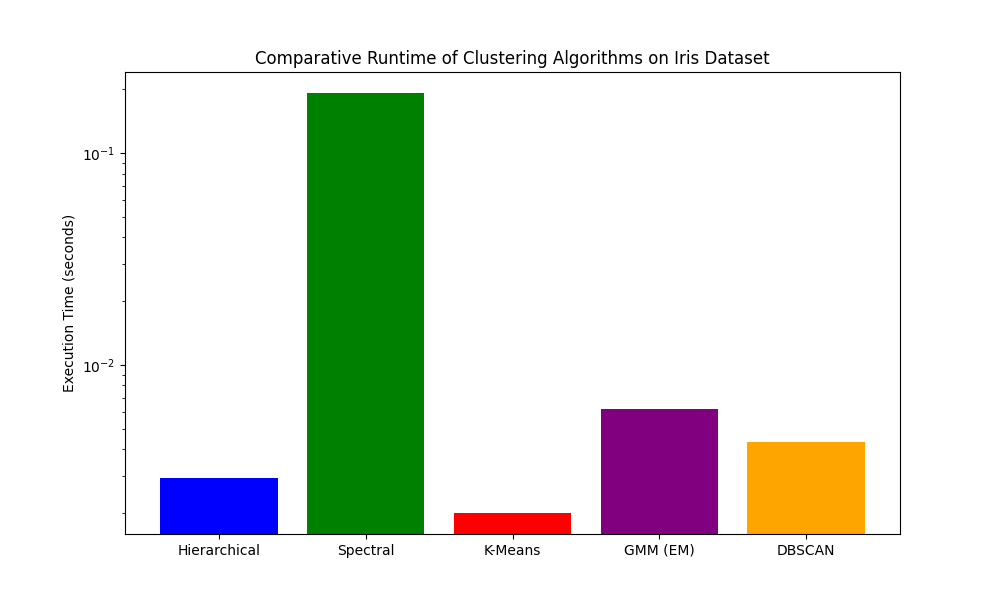 Comparative Runtime of Clustering Algorithms on Iris Dataset
Execution Time (seconds)
10⁻¹
10⁻²
Hierarchical
Spectral
K-Means
GMM (EM)
DBSCAN